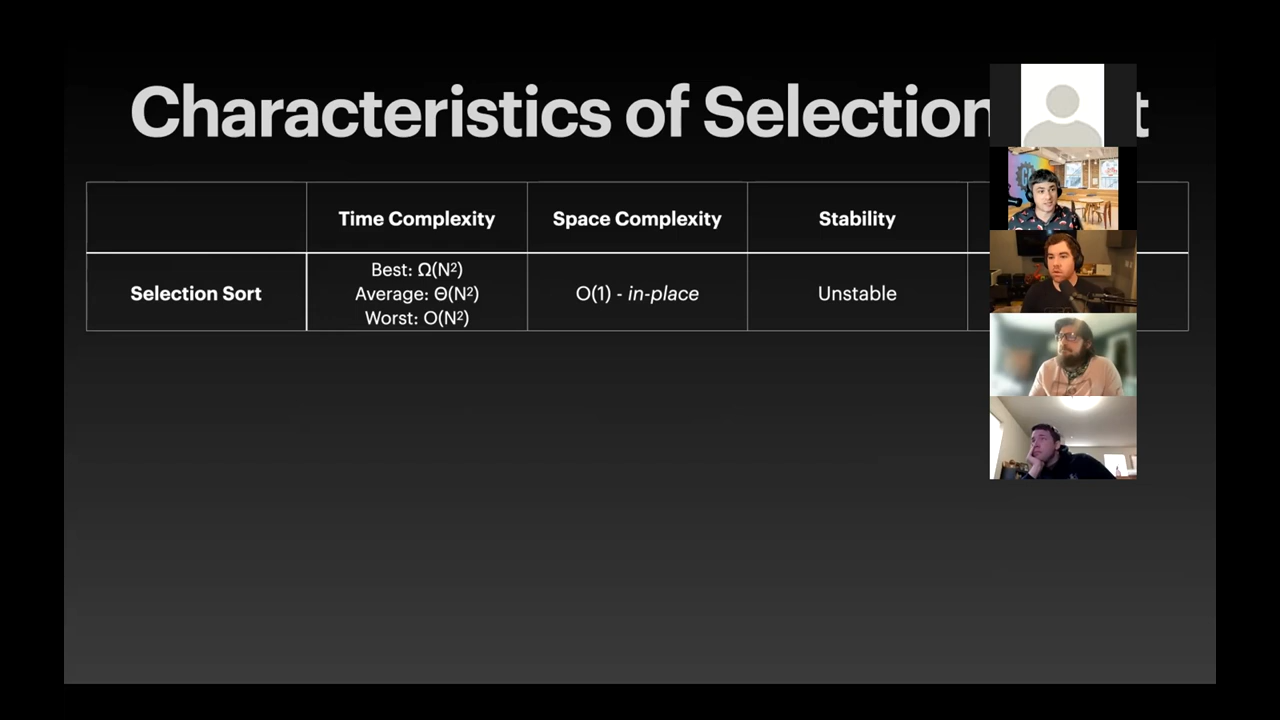 Characteristics of Selection t
Time Complexity
Space Complexity
Stability
Selection Sort
Best: Ω(N²)
Average: Θ(N²)
Worst: O(N²)
O(1) - in-place
Unstable